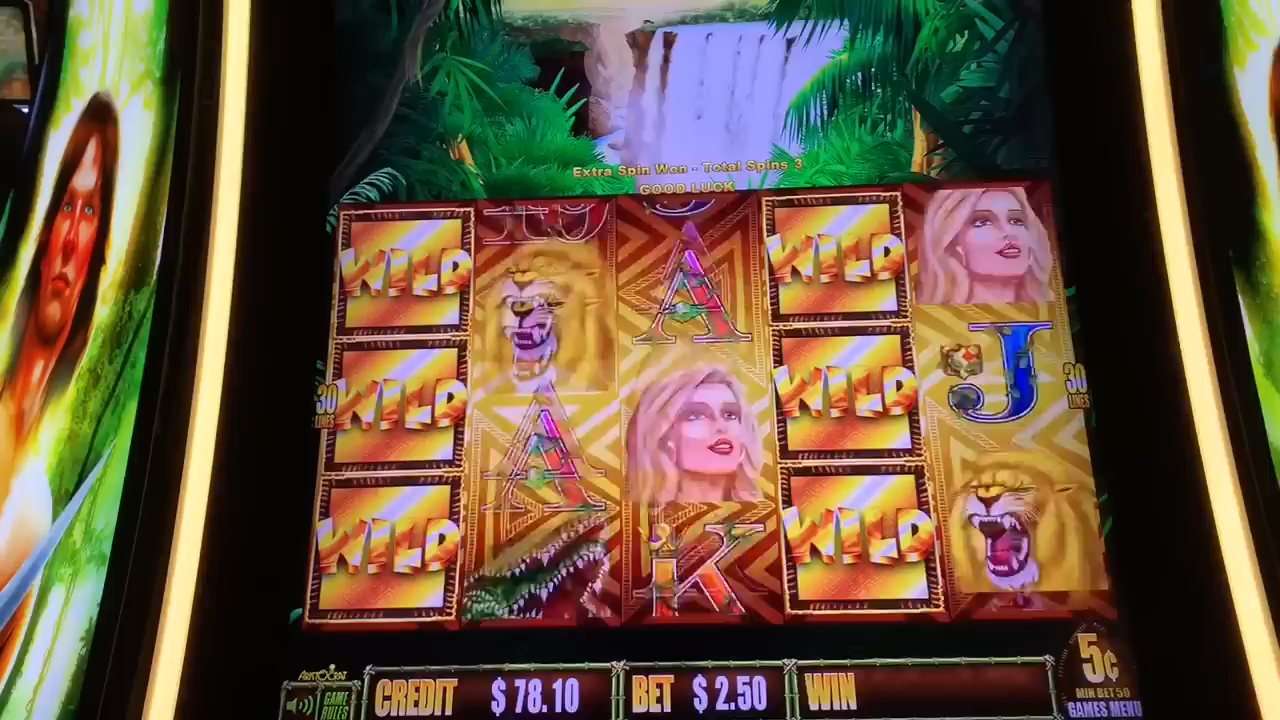 Extra Spin Won - Total Spins 3
GOOD LUCK
WILD
A
WILD
WILD
J
30
LINES
WILD
A
WILD
30
LINES
WILD
K
WILD
ARISTOCRAT
GAME
RULES
CREDIT $78.10
BET $2.50
WIN
5¢
MIN BET 50
GAMES MENU